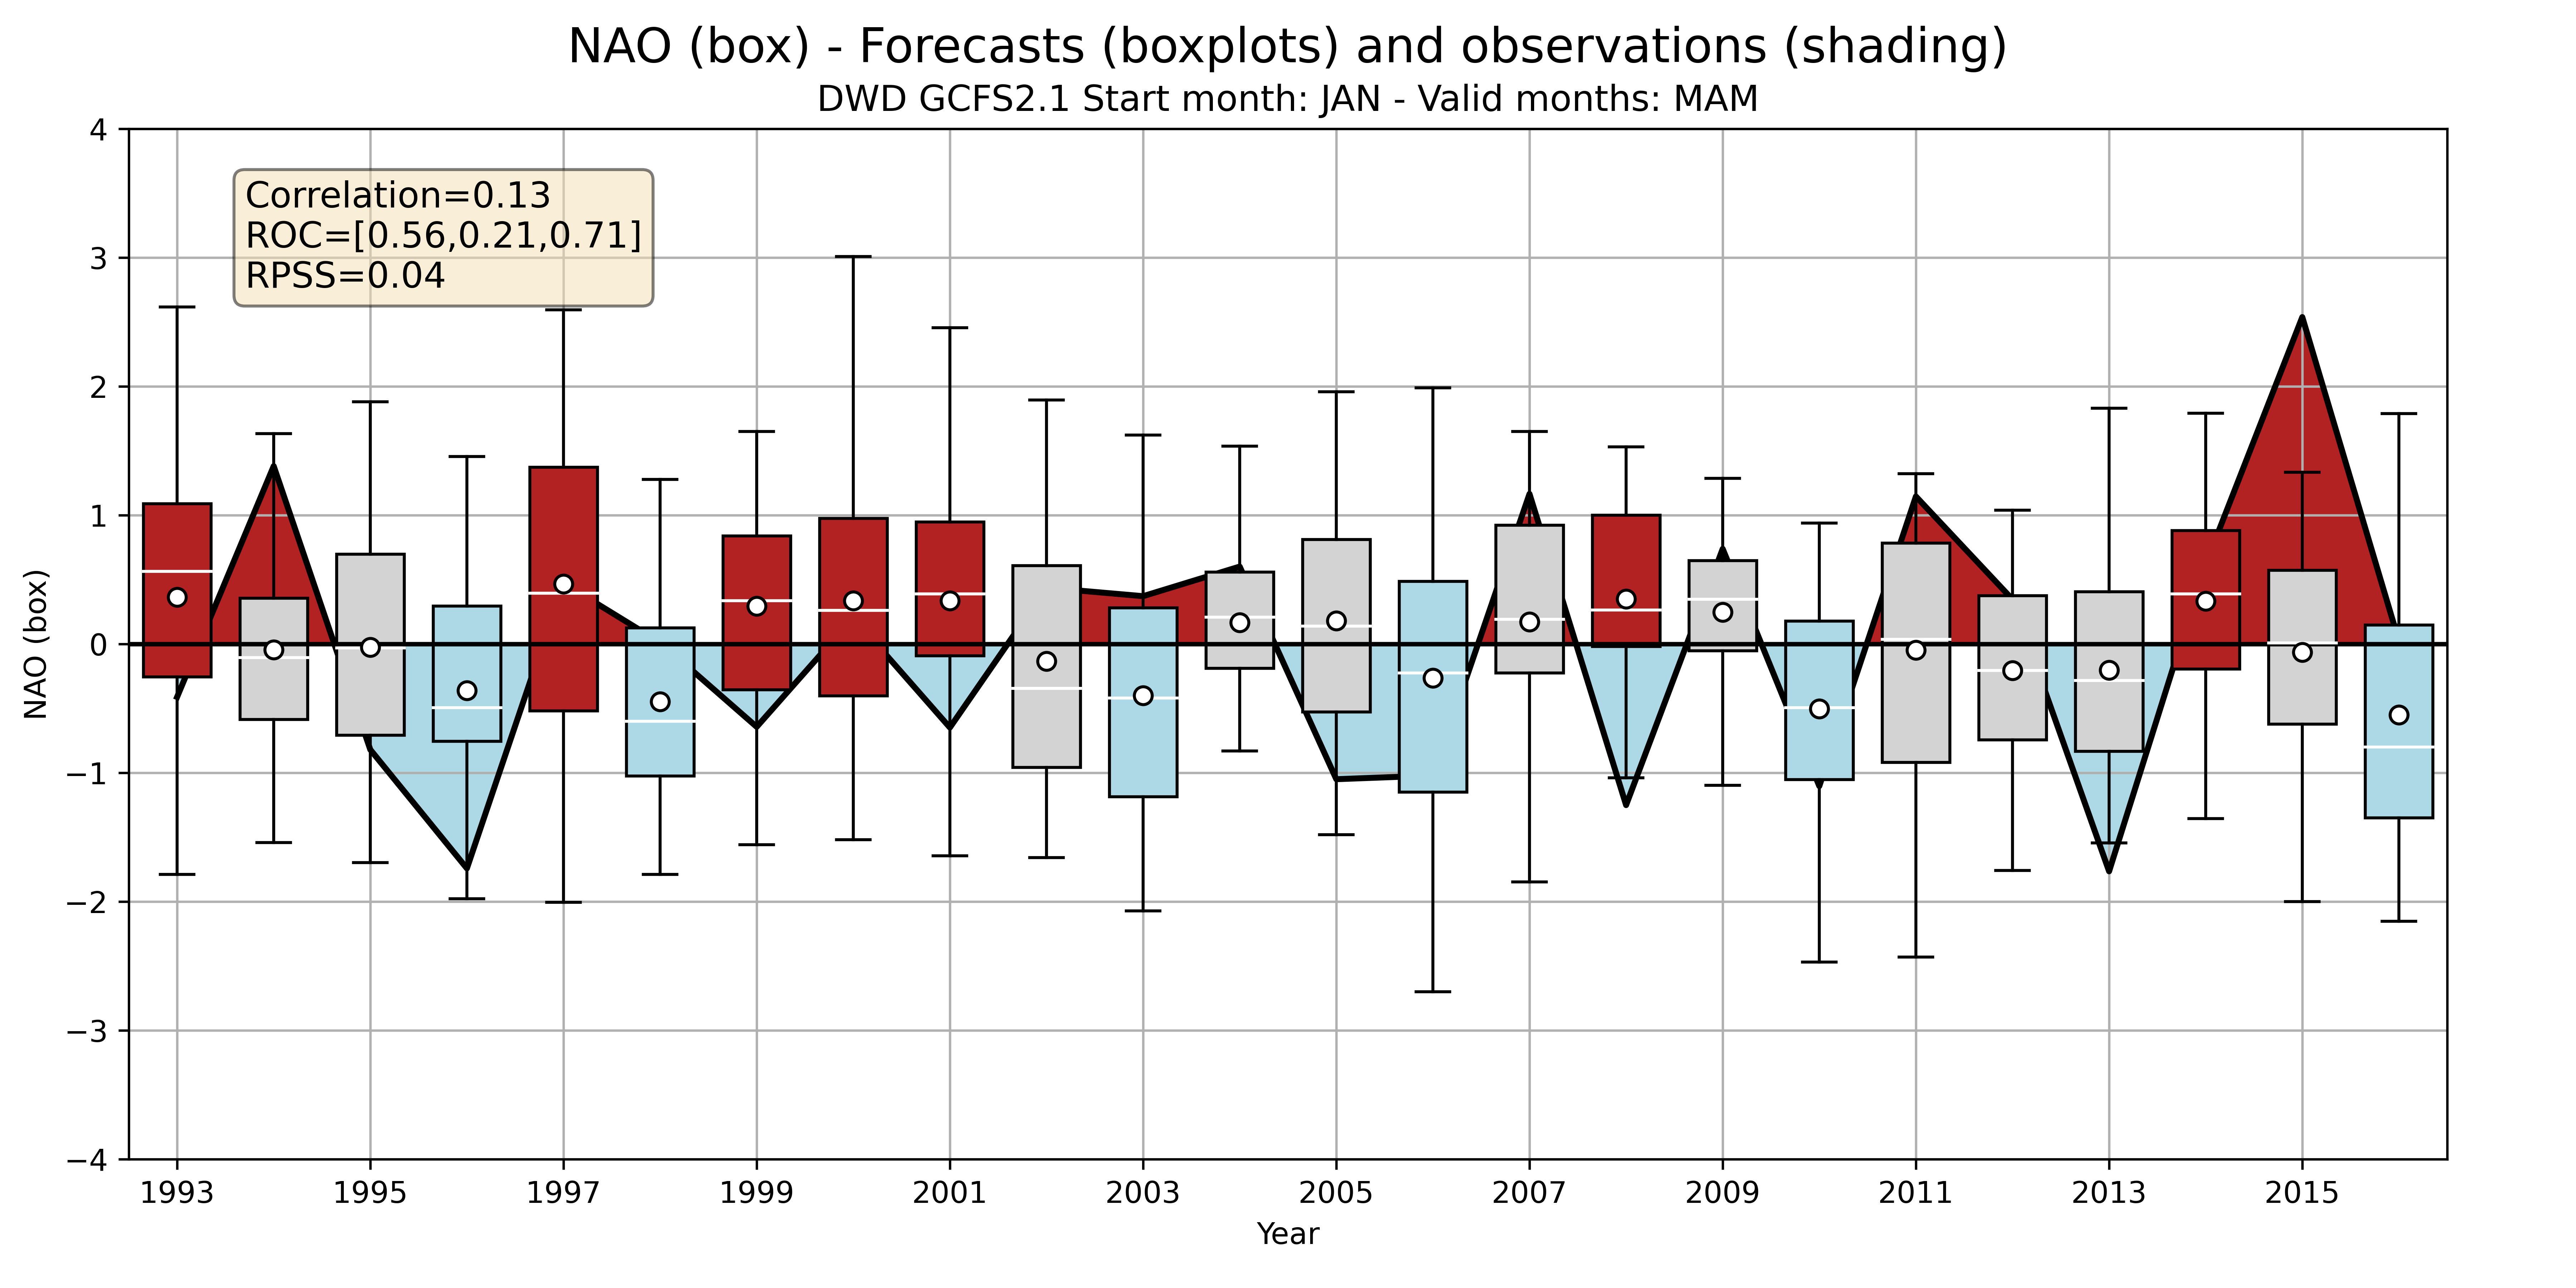 NAO (box) - Forecasts (boxplots) and observations (shading)
DWD GCFS2.1 Start month: JAN - Valid months: MAM
Correlation=0.13
ROC=[0.56,0.21,0.71]
RPSS=0.04
NAO (box)
4
3
2
1
0
−1
−2
−3
−4
1993 1995 1997 1999 2001 2003 2005 2007 2009 2011 2013 2015
Year